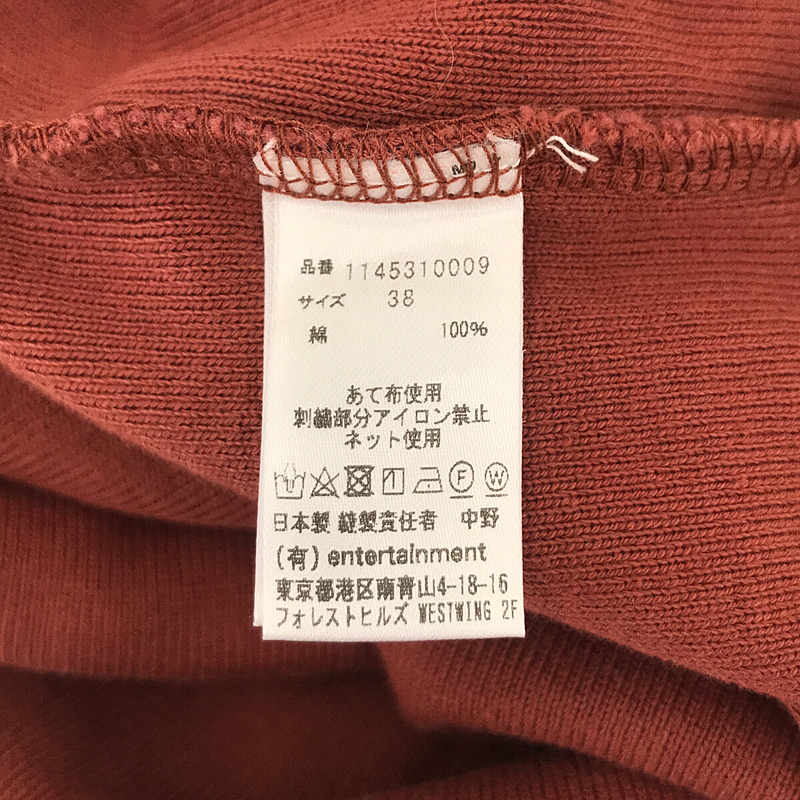 品番 1145310009
サイズ 38
綿 100%
あて布使用
刺繍部分アイロン禁止
ネット使用
F W
日本製 縫製責任者 中野
(有) entertainment
東京都港区南青山4-18-16
フォレストヒルズ WESTWING 2F